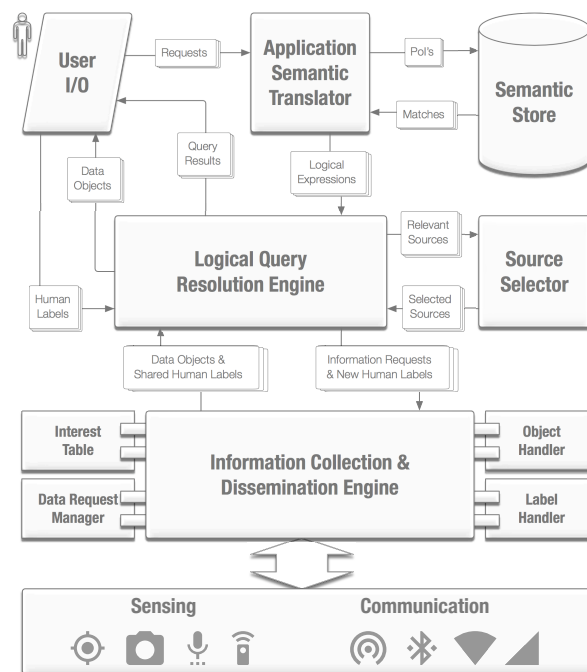 User
I/O
Requests
Application
Semantic
Translator
PoI's
Matches
Semantic
Store
Data
Objects
Query
Results
Logical
Expressions
Human
Labels
Logical Query
Resolution Engine
Relevant
Sources
Selected
Sources
Source
Selector
Data Objects &
Shared Human Labels
Information Requests
& New Human Labels
Interest
Table
Data Request
Manager
Information Collection &
Dissemination Engine
Object
Handler
Label
Handler
Sensing
Communication